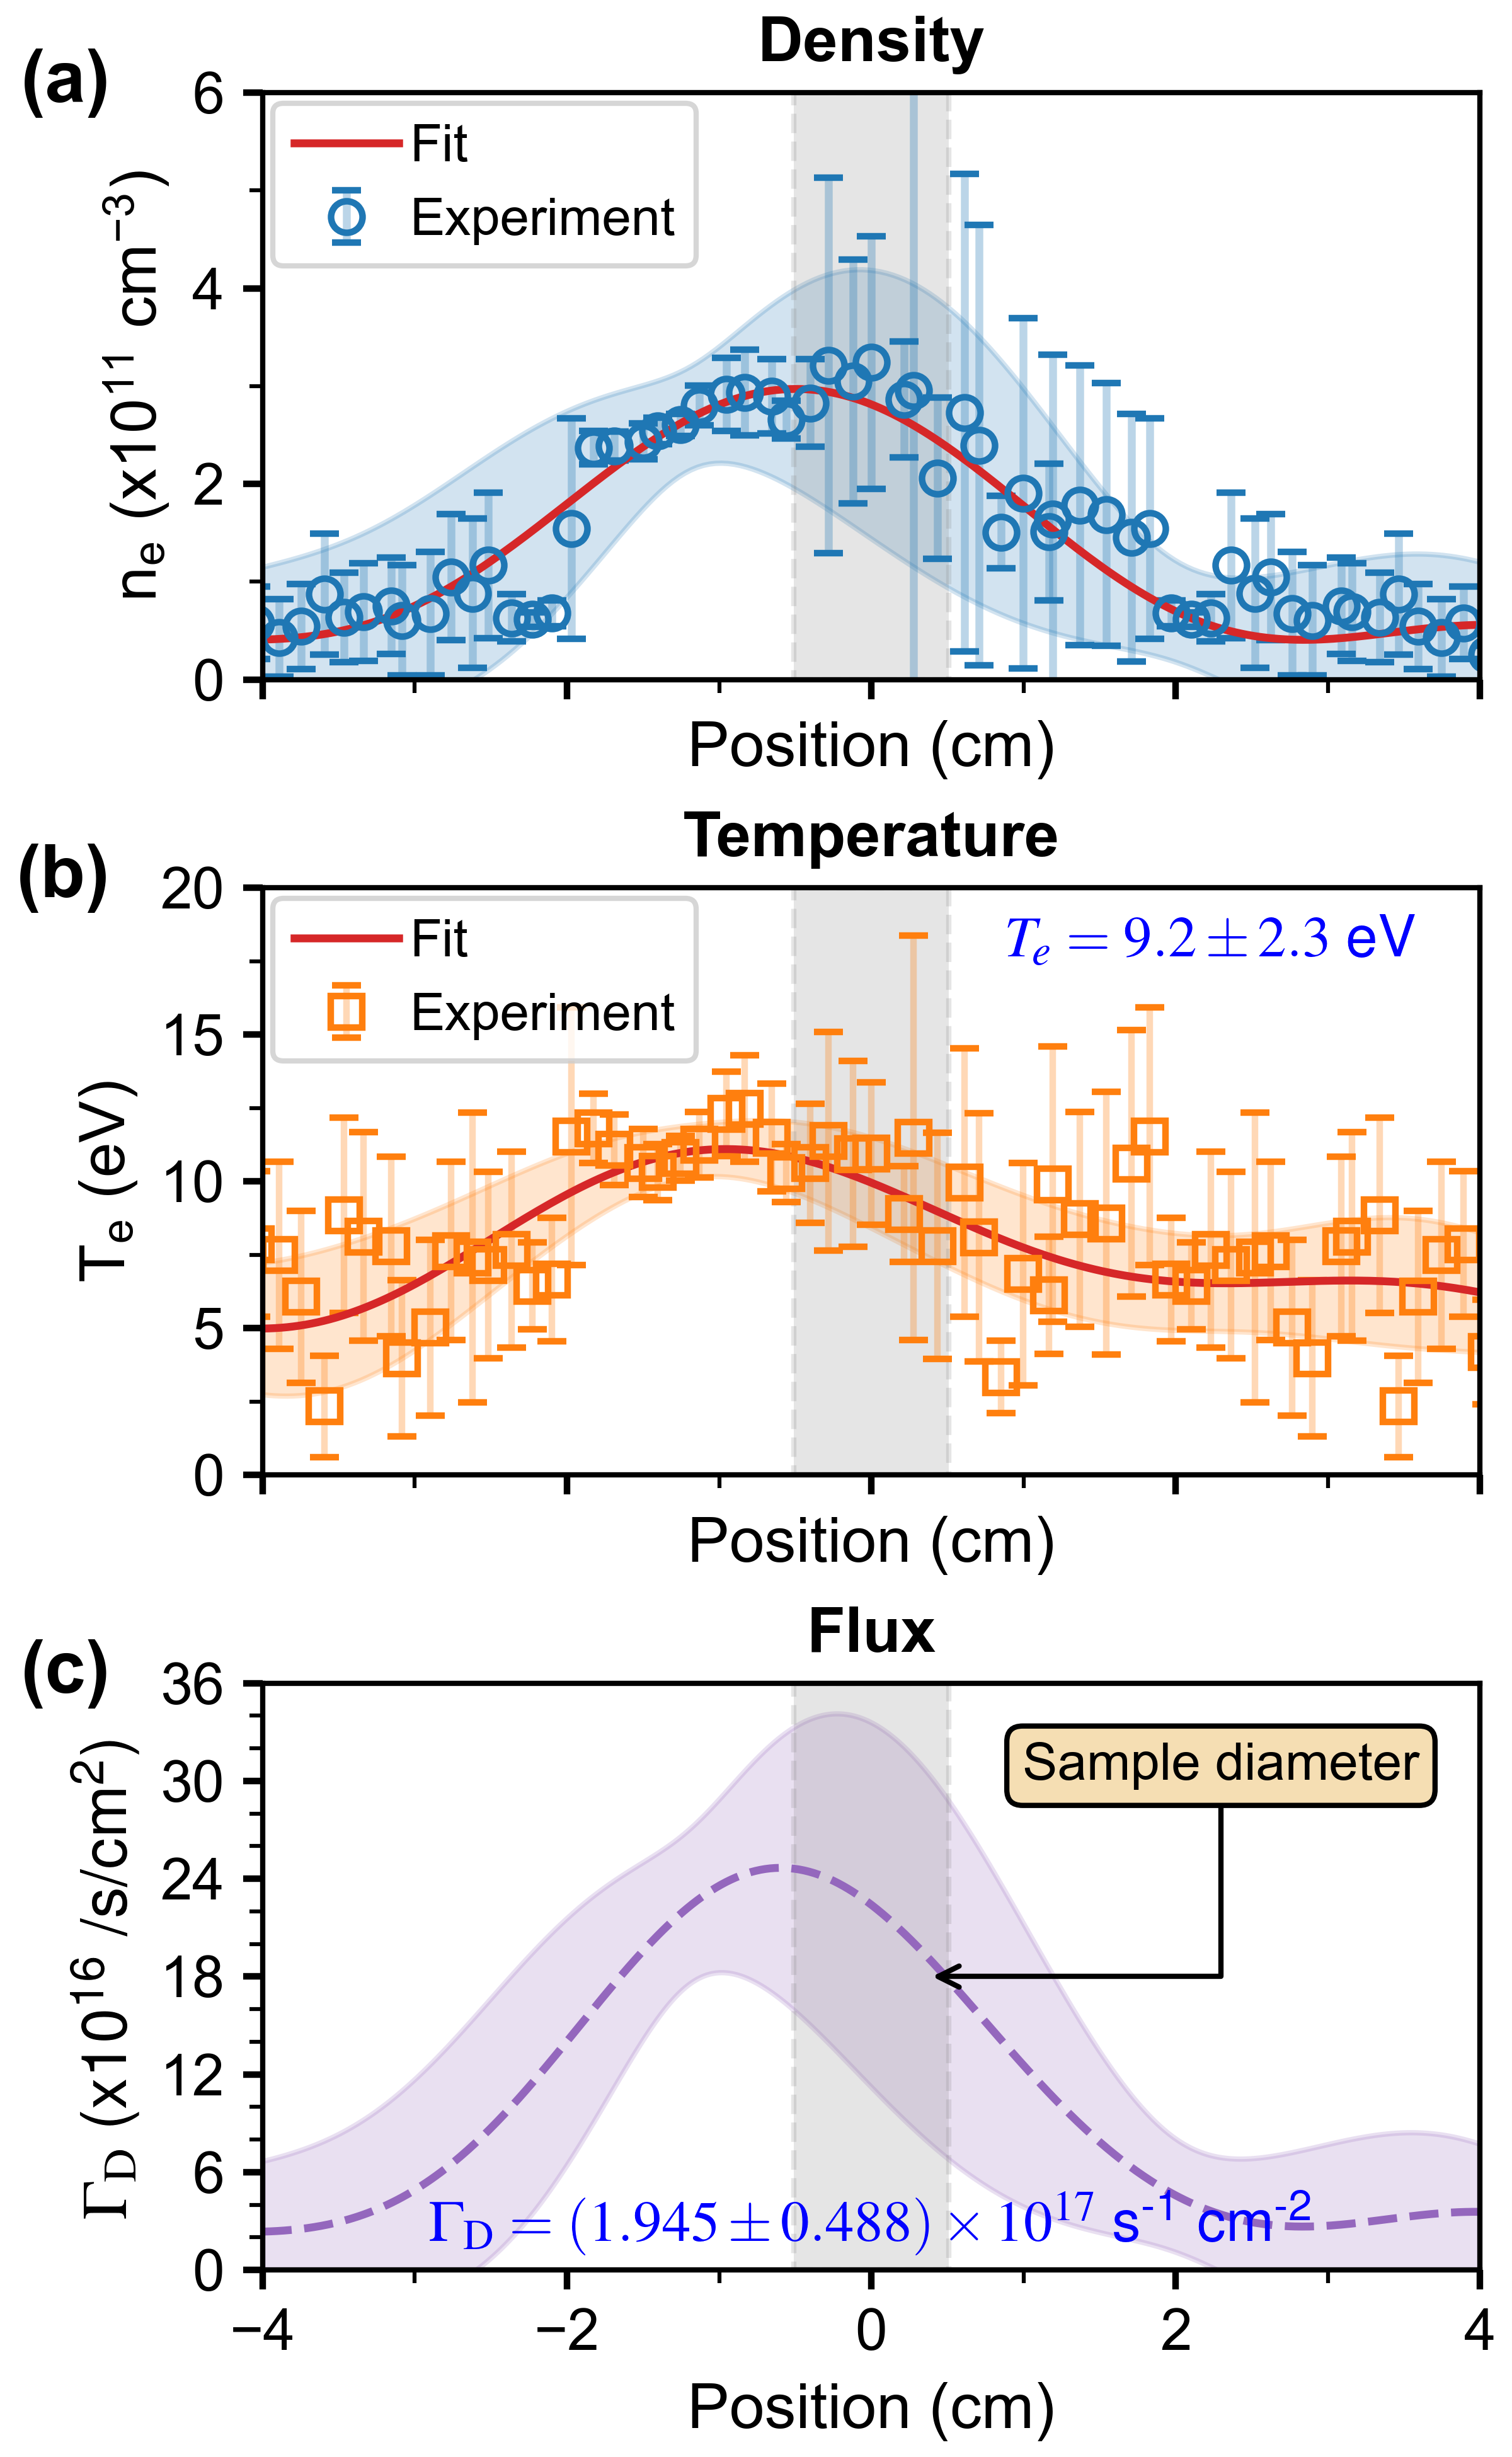 (a)
Density
6
4
2
0
nₑ (x10¹¹ cm⁻³)
Fit
Experiment
Position (cm)
(b)
Temperature
20
15
10
5
0
Tₑ (eV)
Fit
Experiment
Tₑ = 9.2 ± 2.3 eV
Position (cm)
(c)
Flux
36
30
24
18
12
6
0
Γ_D (x10¹⁶ /s/cm²)
Sample diameter
Γ_D = (1.945 ± 0.488) × 10¹⁷ s⁻¹ cm⁻²
−4 −2 0 2 4
Position (cm)